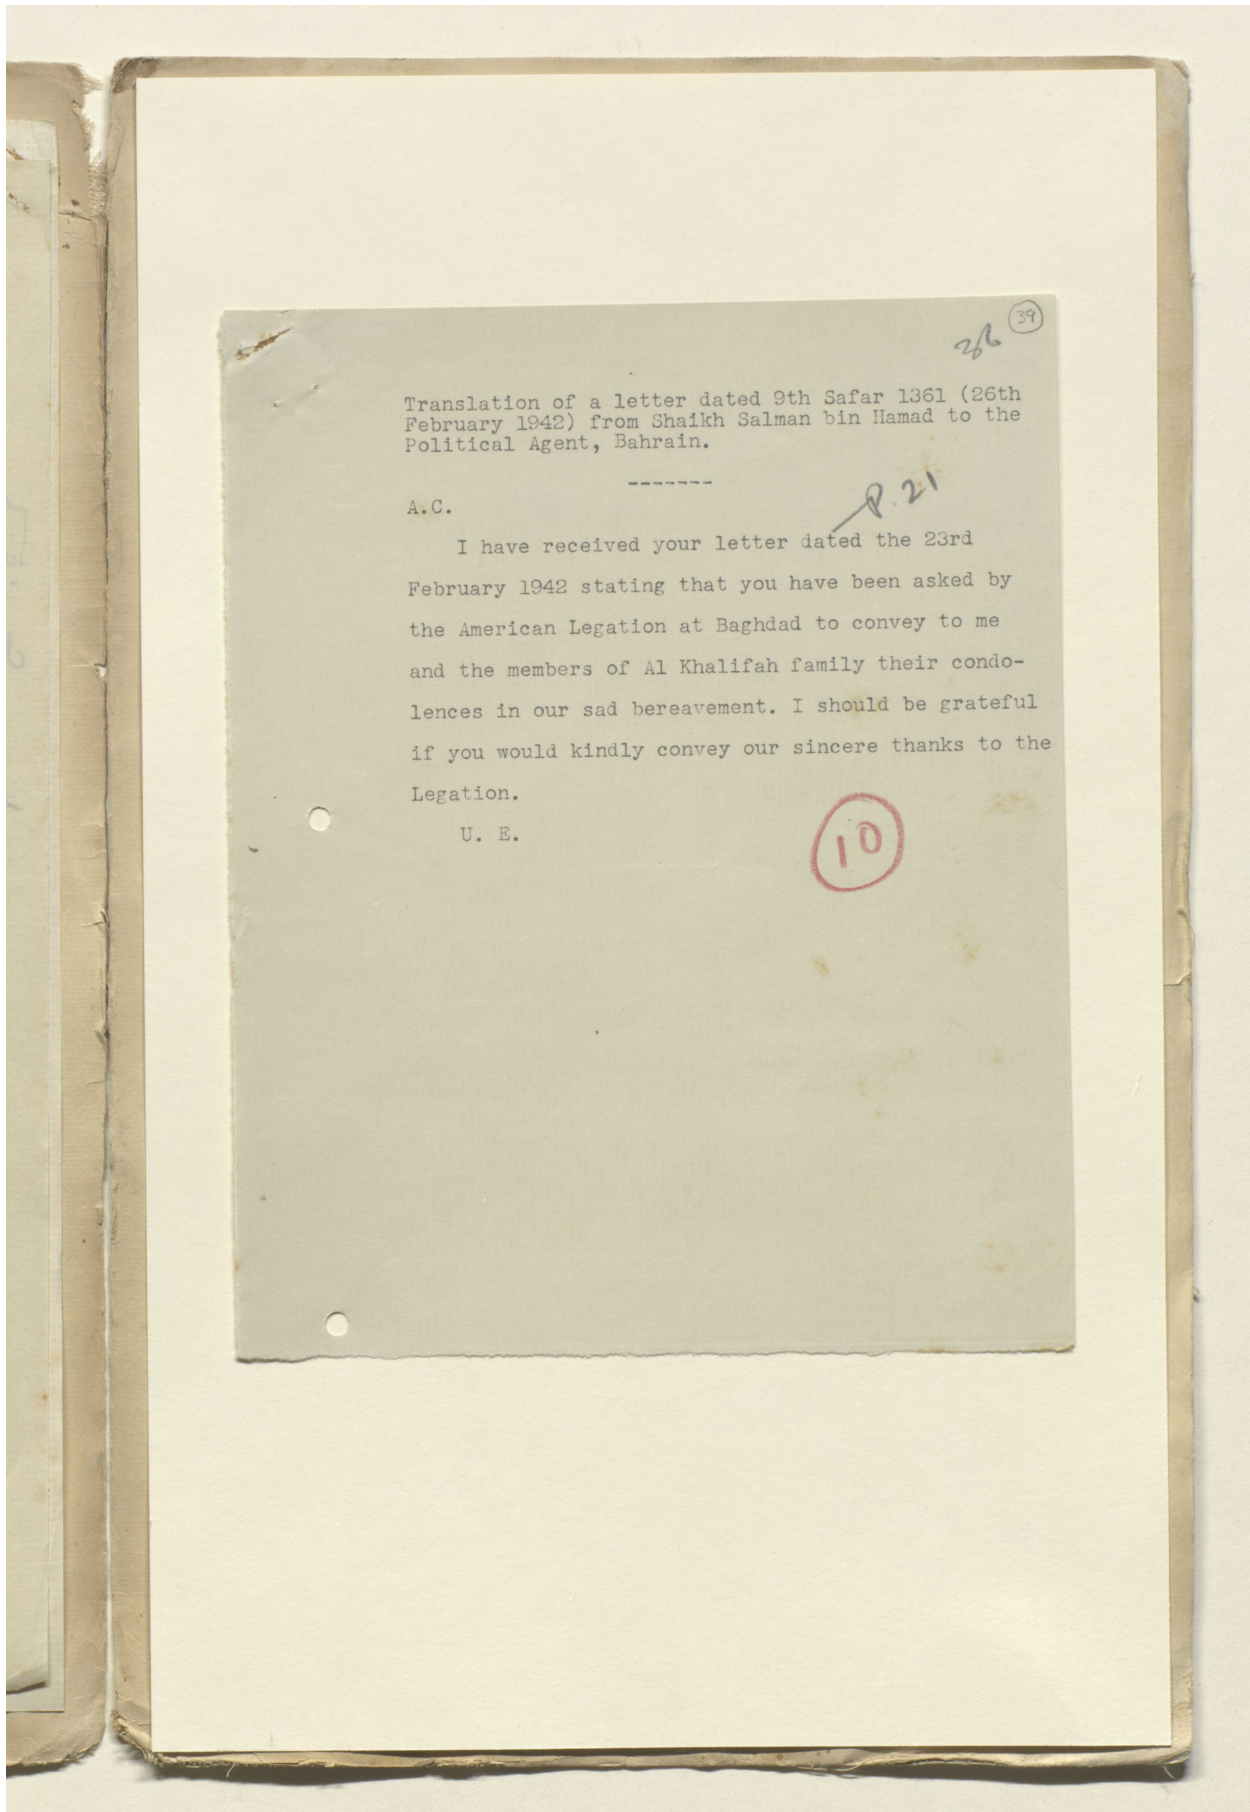 39
36
Translation of a letter dated 9th Safar 1361 (26th
February 1942) from Shaikh Salman bin Hamad to the
Political Agent, Bahrain.
-------
P. 21
A.C.
I have received your letter dated the 23rd
February 1942 stating that you have been asked by
the American Legation at Baghdad to convey to me
and the members of Al Khalifah family their condo-
lences in our sad bereavement. I should be grateful
if you would kindly convey our sincere thanks to the
Legation.
U. E.
10